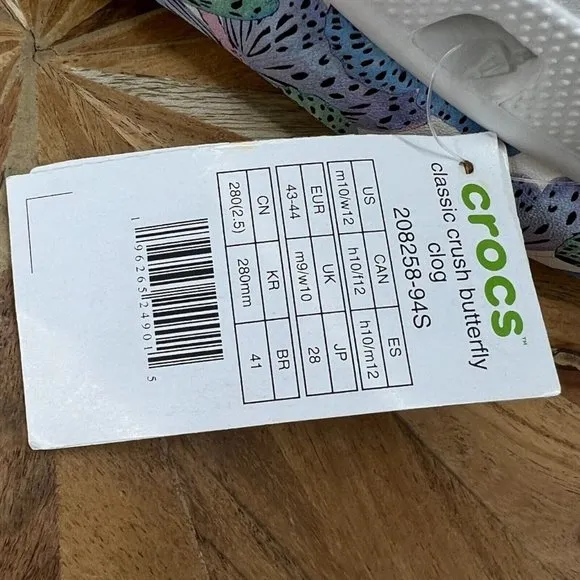 crocs™
classic crush butterfly
clog
208258-94S
US CAN ES
m10/w12 h10/f12 h10/m12
EUR UK JP
43-44 m9/w10 28
CN KR BR
280(2.5) 280mm 41
1 96265 24901 5